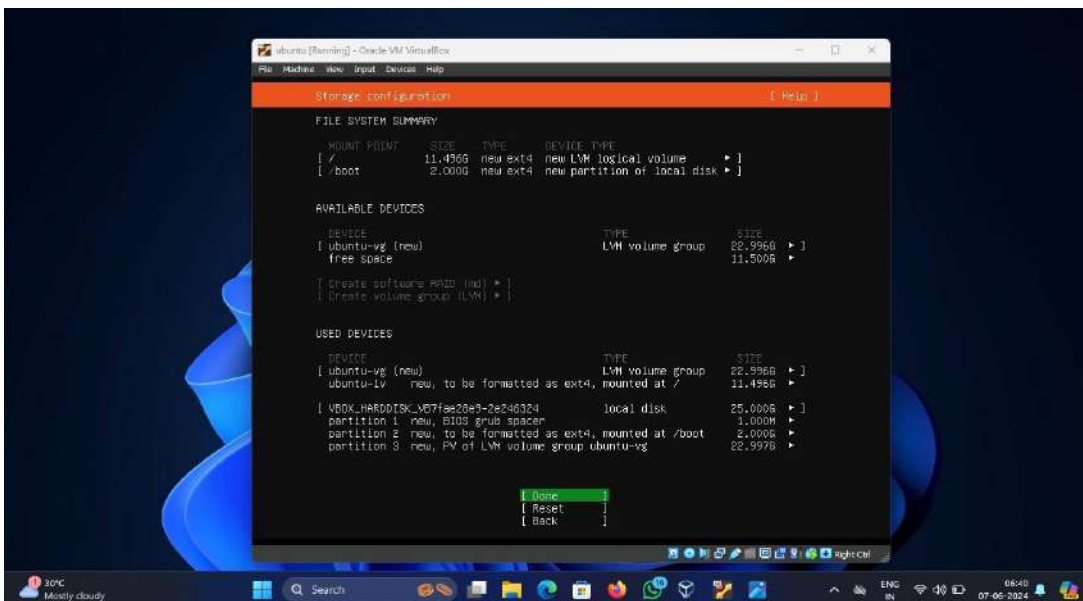 ubuntu [Running] - Oracle VM VirtualBox
File Machine View Input Devices Help
Storage configuration [ Help ]
FILE SYSTEM SUMMARY
MOUNT POINT SIZE TYPE DEVICE TYPE
[ / 11.496G new ext4 new LVM logical volume ▸ ]
[ /boot 2.000G new ext4 new partition of local disk ▸ ]
AVAILABLE DEVICES
DEVICE TYPE SIZE
[ ubuntu-vg (new) LVM volume group 22.996G ▸ ]
free space 11.500G ▸
[ Create software RAID (md) ▸ ]
[ Create volume group (LVM) ▸ ]
USED DEVICES
DEVICE TYPE SIZE
[ ubuntu-vg (new) LVM volume group 22.996G ▸ ]
ubuntu-lv new, to be formatted as ext4, mounted at / 11.496G ▸
[ VBOX_HARDDISK_VB7fae28e9-2e246324 local disk 25.000G ▸ ]
partition 1 new, BIOS grub spacer 1.000M ▸
partition 2 new, to be formatted as ext4, mounted at /boot 2.000G ▸
partition 3 new, PV of LVM volume group ubuntu-vg 22.997G ▸
[ Done ]
[ Reset ]
[ Back ]
Right Ctrl
30°C
Mostly cloudy
Search
ENG
IN
06:40
07-06-2024